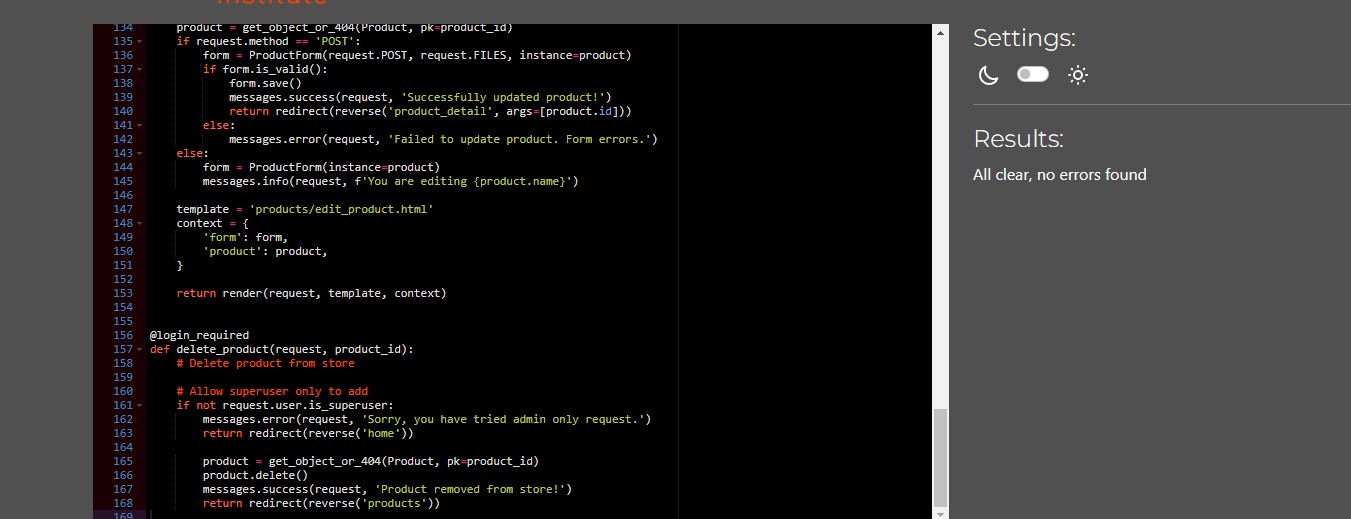 institute
134 product = get_object_or_404(Product, pk=product_id)
135 if request.method == 'POST':
136 form = ProductForm(request.POST, request.FILES, instance=product)
137 if form.is_valid():
138 form.save()
139 messages.success(request, 'Successfully updated product!')
140 return redirect(reverse('product_detail', args=[product.id]))
141 else:
142 messages.error(request, 'Failed to update product. Form errors.')
143 else:
144 form = ProductForm(instance=product)
145 messages.info(request, f'You are editing {product.name}')
146
147 template = 'products/edit_product.html'
148 context = {
149 'form': form,
150 'product': product,
151 }
152
153 return render(request, template, context)
154
155
156 @login_required
157 def delete_product(request, product_id):
158 # Delete product from store
159
160 # Allow superuser only to add
161 if not request.user.is_superuser:
162 messages.error(request, 'Sorry, you have tried admin only request.')
163 return redirect(reverse('home'))
164
165 product = get_object_or_404(Product, pk=product_id)
166 product.delete()
167 messages.success(request, 'Product removed from store!')
168 return redirect(reverse('products'))
169
Settings:
Results:
All clear, no errors found